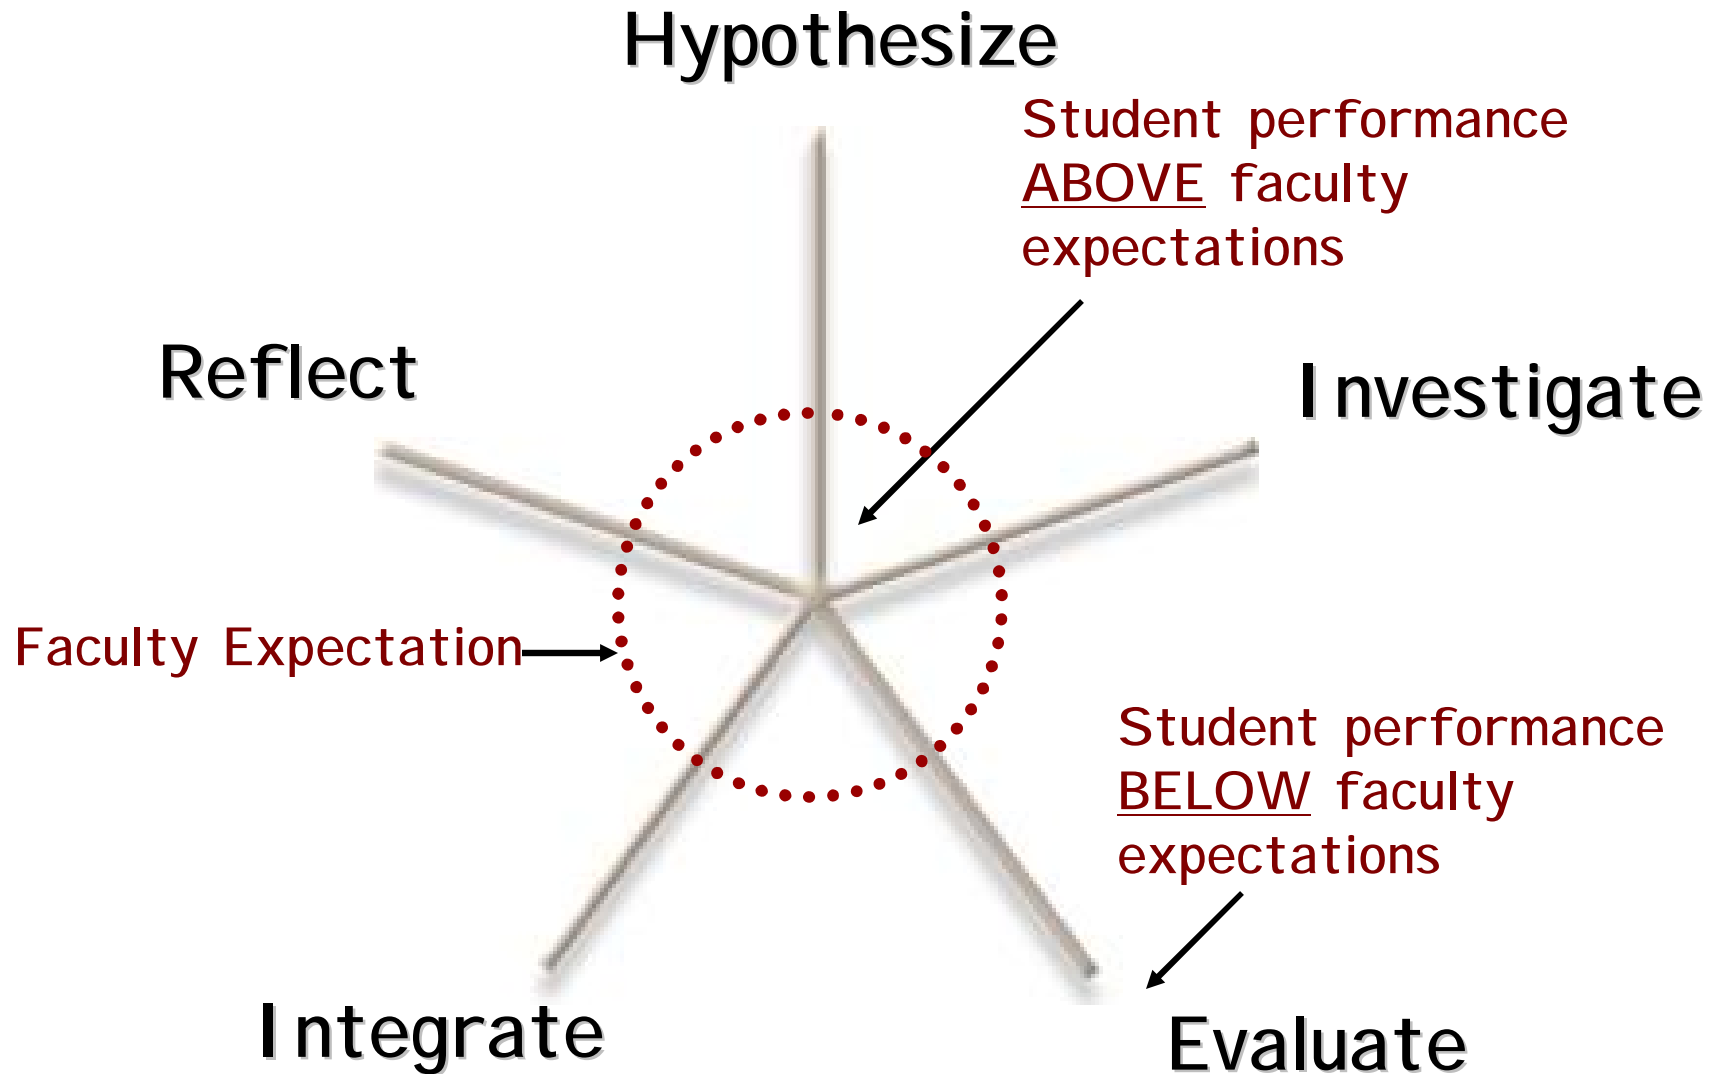 Hypothesize
Student performance
ABOVE faculty
expectations
Reflect
Investigate
Faculty Expectation
Student performance
BELOW faculty
expectations
Integrate
Evaluate